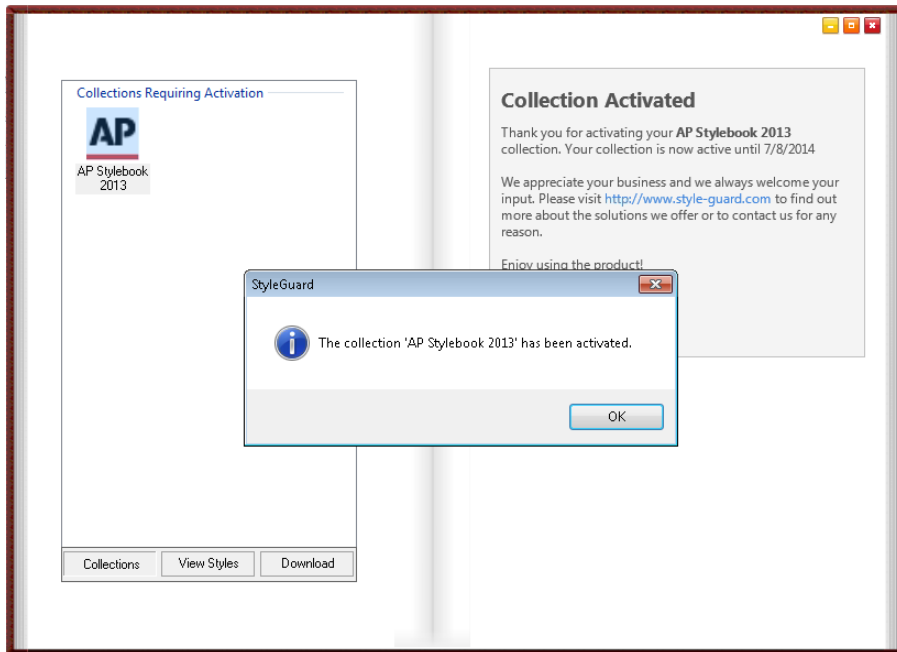 Collections Requiring Activation
AP
AP Stylebook
2013
Collections
View Styles
Download
Collection Activated
Thank you for activating your AP Stylebook 2013
collection. Your collection is now active until 7/8/2014
We appreciate your business and we always welcome your
input. Please visit http://www.style-guard.com to find out
more about the solutions we offer or to contact us for any
reason.
Enjoy using the product!
StyleGuard
The collection 'AP Stylebook 2013' has been activated.
OK